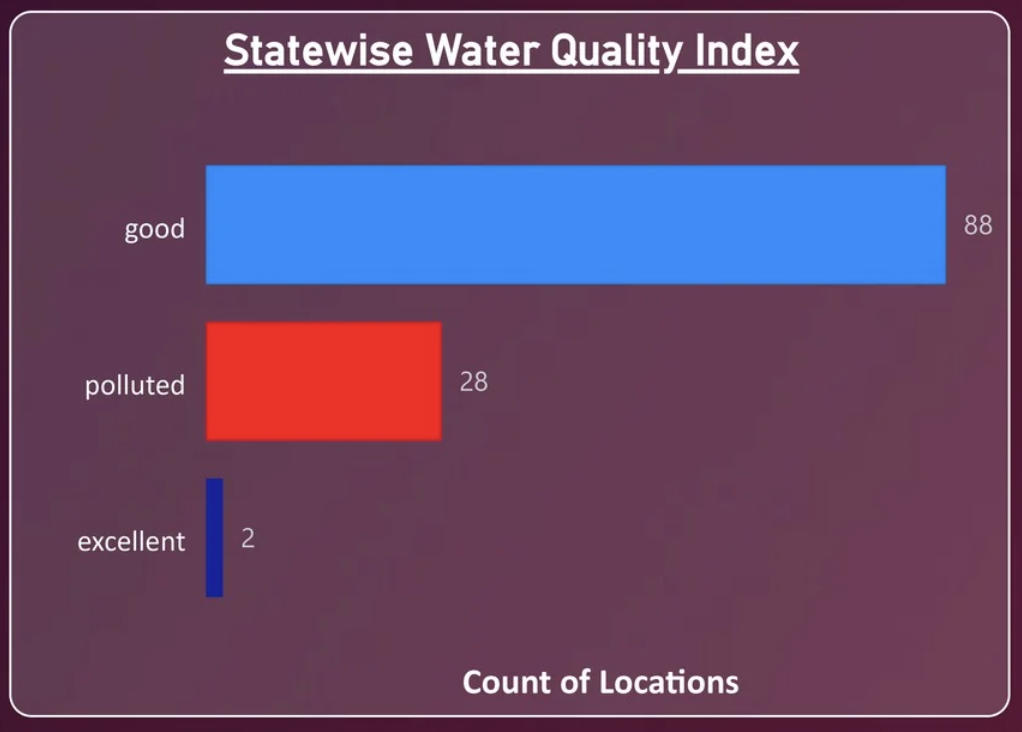 Statewise Water Quality Index
good
88
polluted
28
excellent
2
Count of Locations